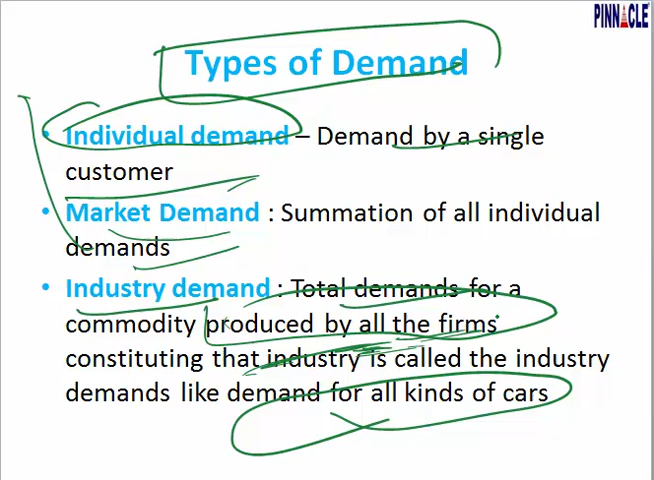 PINNACLE
Types of Demand
• Individual demand – Demand by a single
customer
• Market Demand : Summation of all individual
demands
• Industry demand : Total demands for a
commodity produced by all the firms
constituting that industry is called the industry
demands like demand for all kinds of cars